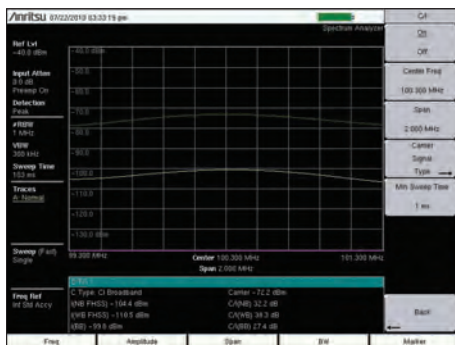 Anritsu 07/22/2010 03:33:19 pm
Spectrum Analyzer
C/I
On
Off
Center Freq
100.300 MHz
Span
2.000 MHz
Carrier
Signal
Type
Min Sweep Time
1 ms
Back
Ref Lvl
-40.0 dBm
Input Atten
0.0 dB
Preamp On
Detection
Peak
#RBW
1 MHz
VBW
300 kHz
Sweep Time
103 ms
Traces
A: Normal
Sweep (Fast)
Single
Freq Ref
Int Std Accy
-40.0 dBm
-50.0
-60.0
-70.0
-80.0
-90.0
-100.0
-110.0
-120.0
-130.0 dBm
99.300 MHz
Center 100.300 MHz
101.300 MHz
Span 2.000 MHz
C Type: CI Broadband
Carrier -72.2 dBm
I(NB FHSS) -104.4 dBm
C/I(NB) 32.2 dB
I(WB FHSS) -110.5 dBm
C/I(WB) 38.3 dB
I(BB) -99.6 dBm
C/I(BB) 27.4 dB
Freq
Amplitude
Span
BW
Marker